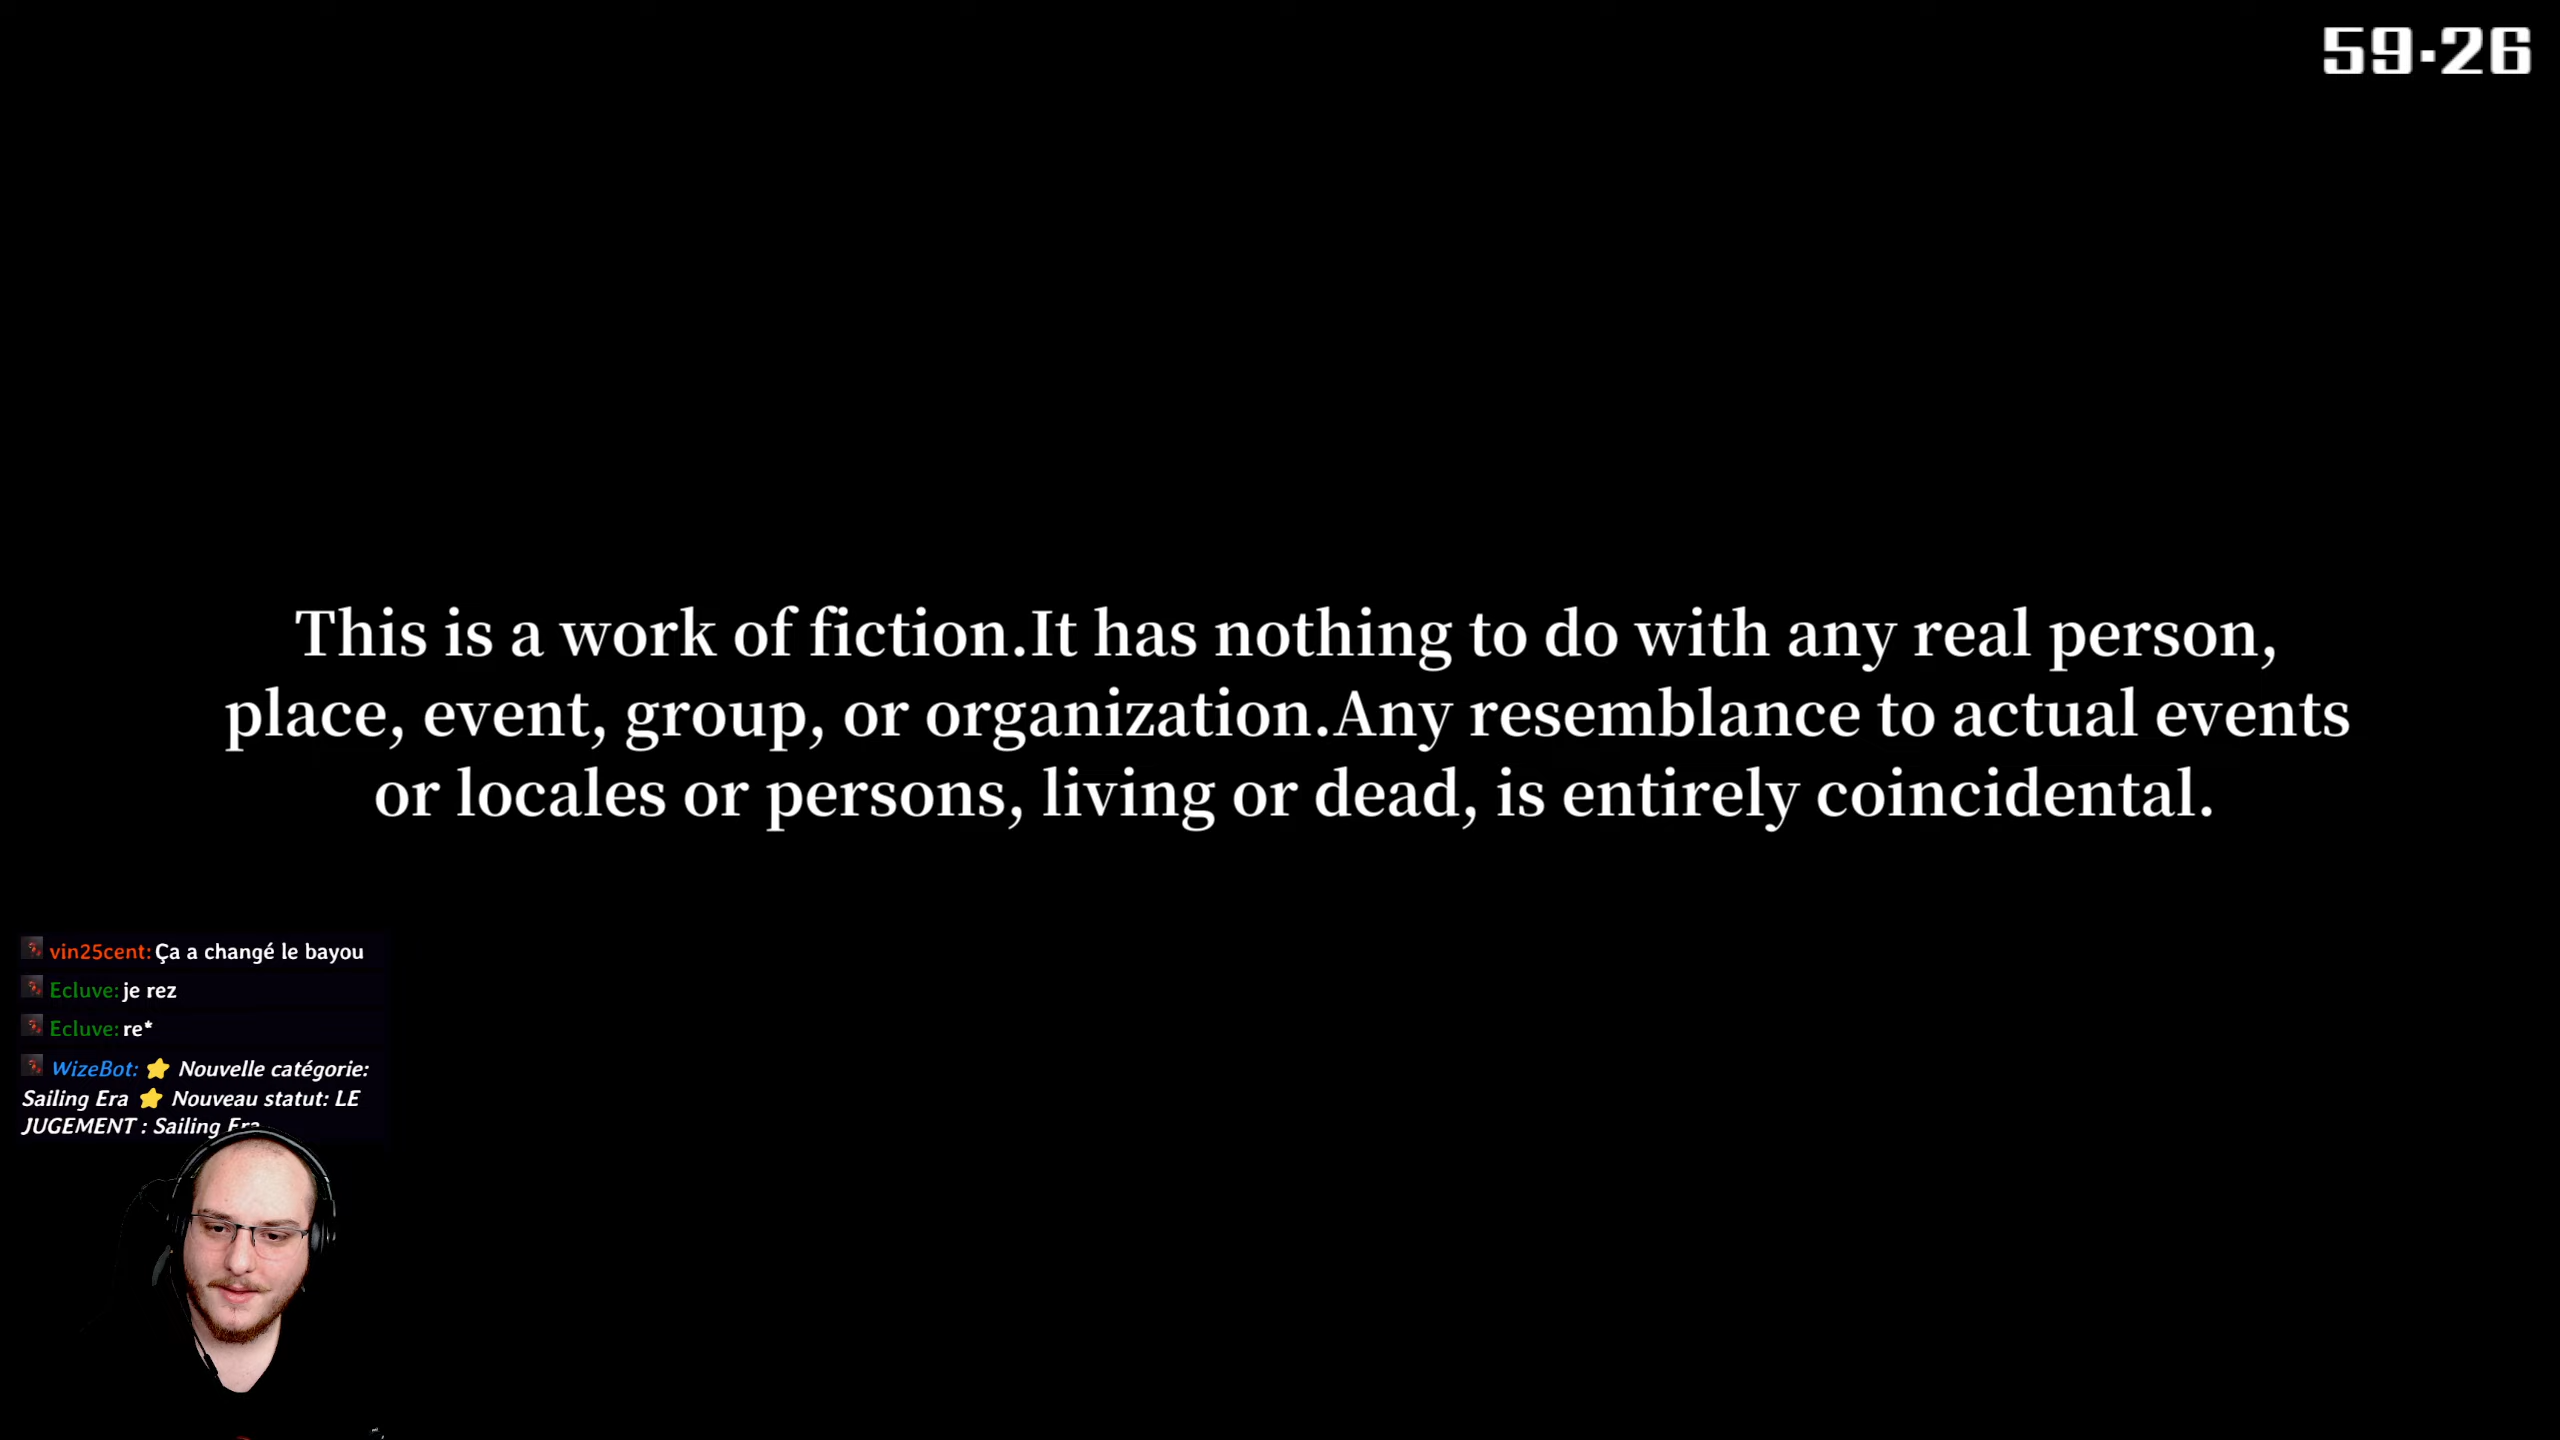 59:26
This is a work of fiction.It has nothing to do with any real person,
place, event, group, or organization.Any resemblance to actual events
or locales or persons, living or dead, is entirely coincidental.
vin25cent: Ça a changé le bayou
Ecluve: je rez
Ecluve: re*
WizeBot: ⭐ Nouvelle catégorie:
Sailing Era ⭐ Nouveau statut: LE
JUGEMENT : Sailing Era